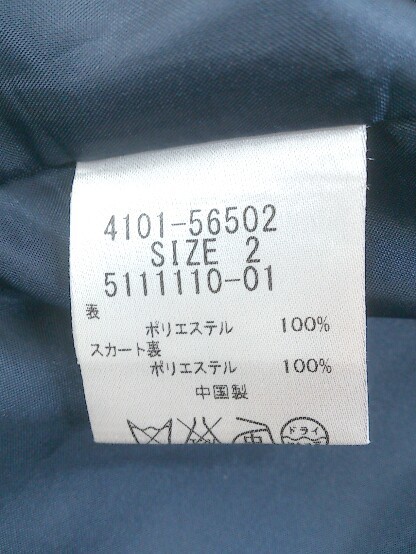 4101-56502
SIZE 2
5111110-01
表
ポリエステル 100%
スカート裏
ポリエステル 100%
中国製
ドライ